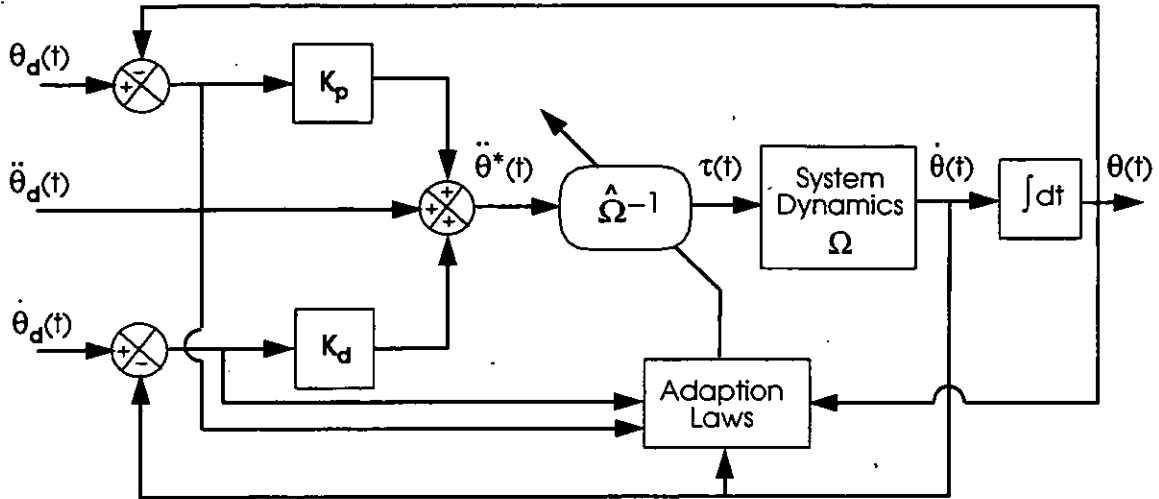 θd(t)
− +
Kp
θ̈d(t)
+ + +
θ̈*(t)
Ω̂⁻¹
τ(t)
System
Dynamics
Ω
θ̇(t)
∫dt
θ(t)
θ̇d(t)
+ −
Kd
Adaption
Laws